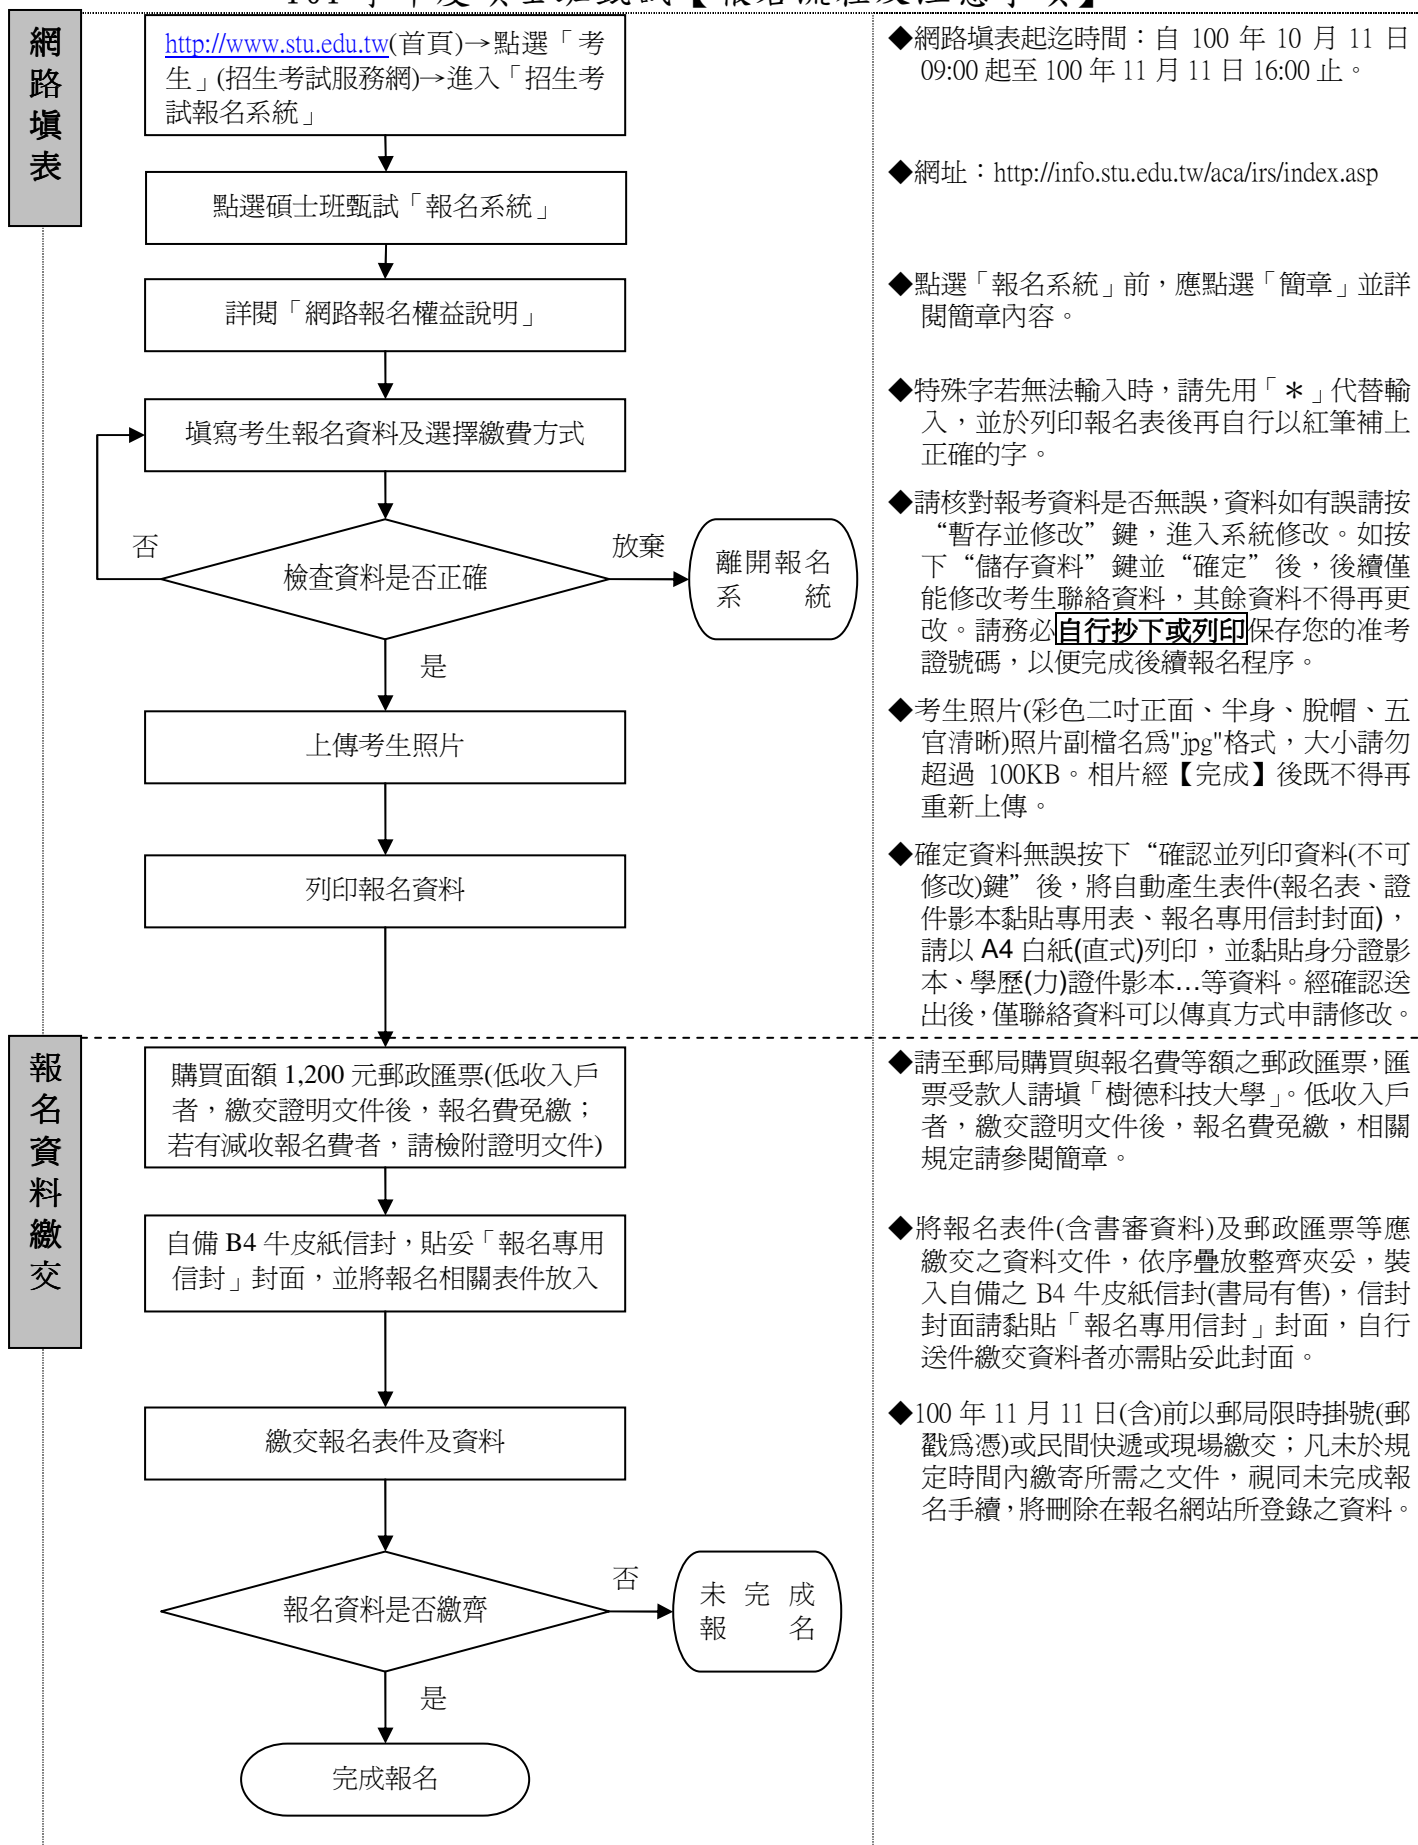 101 學年度碩士班甄試【報名流程及注意事項】
網路填表
http://www.stu.edu.tw(首頁)→點選「考
生」(招生考試服務網)→進入「招生考
試報名系統」
點選碩士班甄試「報名系統」
詳閱「網路報名權益說明」
填寫考生報名資料及選擇繳費方式
否
檢查資料是否正確
放棄
離開報名
系統
是
上傳考生照片
列印報名資料
◆網路填表起迄時間：自 100 年 10 月 11 日
09:00 起至 100 年 11 月 11 日 16:00 止。
◆網址：http://info.stu.edu.tw/aca/irs/index.asp
◆點選「報名系統」前，應點選「簡章」並詳
閱簡章內容。
◆特殊字若無法輸入時，請先用「＊」代替輸
入，並於列印報名表後再自行以紅筆補上
正確的字。
◆請核對報考資料是否無誤，資料如有誤請按
“暫存並修改”鍵，進入系統修改。如按
下“儲存資料”鍵並“確定”後，後續僅
能修改考生聯絡資料，其餘資料不得再更
改。請務必自行抄下或列印保存您的准考
證號碼，以便完成後續報名程序。
◆考生照片(彩色二吋正面、半身、脫帽、五
官清晰)照片副檔名為"jpg"格式，大小請勿
超過 100KB。相片經【完成】後既不得再
重新上傳。
◆確定資料無誤按下“確認並列印資料(不可
修改)鍵”後，將自動產生表件(報名表、證
件影本黏貼專用表、報名專用信封封面)，
請以 A4 白紙(直式)列印，並黏貼身分證影
本、學歷(力)證件影本…等資料。經確認送
出後，僅聯絡資料可以傳真方式申請修改。
報名資料繳交
購買面額 1,200 元郵政匯票(低收入戶
者，繳交證明文件後，報名費免繳；
若有減收報名費者，請檢附證明文件)
自備 B4 牛皮紙信封，貼妥「報名專用
信封」封面，並將報名相關表件放入
繳交報名表件及資料
報名資料是否繳齊
否
未完成
報名
是
完成報名
◆請至郵局購買與報名費等額之郵政匯票，匯
票受款人請填「樹德科技大學」。低收入戶
者，繳交證明文件後，報名費免繳，相關
規定請參閱簡章。
◆將報名表件(含書審資料)及郵政匯票等應
繳交之資料文件，依序疊放整齊夾妥，裝
入自備之 B4 牛皮紙信封(書局有售)，信封
封面請黏貼「報名專用信封」封面，自行
送件繳交資料者亦需貼妥此封面。
◆100 年 11 月 11 日(含)前以郵局限時掛號(郵
戳為憑)或民間快遞或現場繳交；凡未於規
定時間內繳寄所需之文件，視同未完成報
名手續，將刪除在報名網站所登錄之資料。